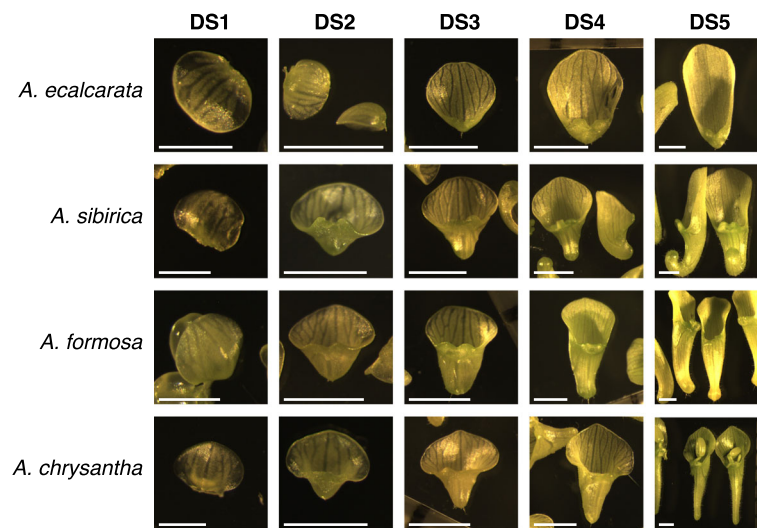 DS1 DS2 DS3 DS4 DS5
A. ecalcarata
A. sibirica
A. formosa
A. chrysantha